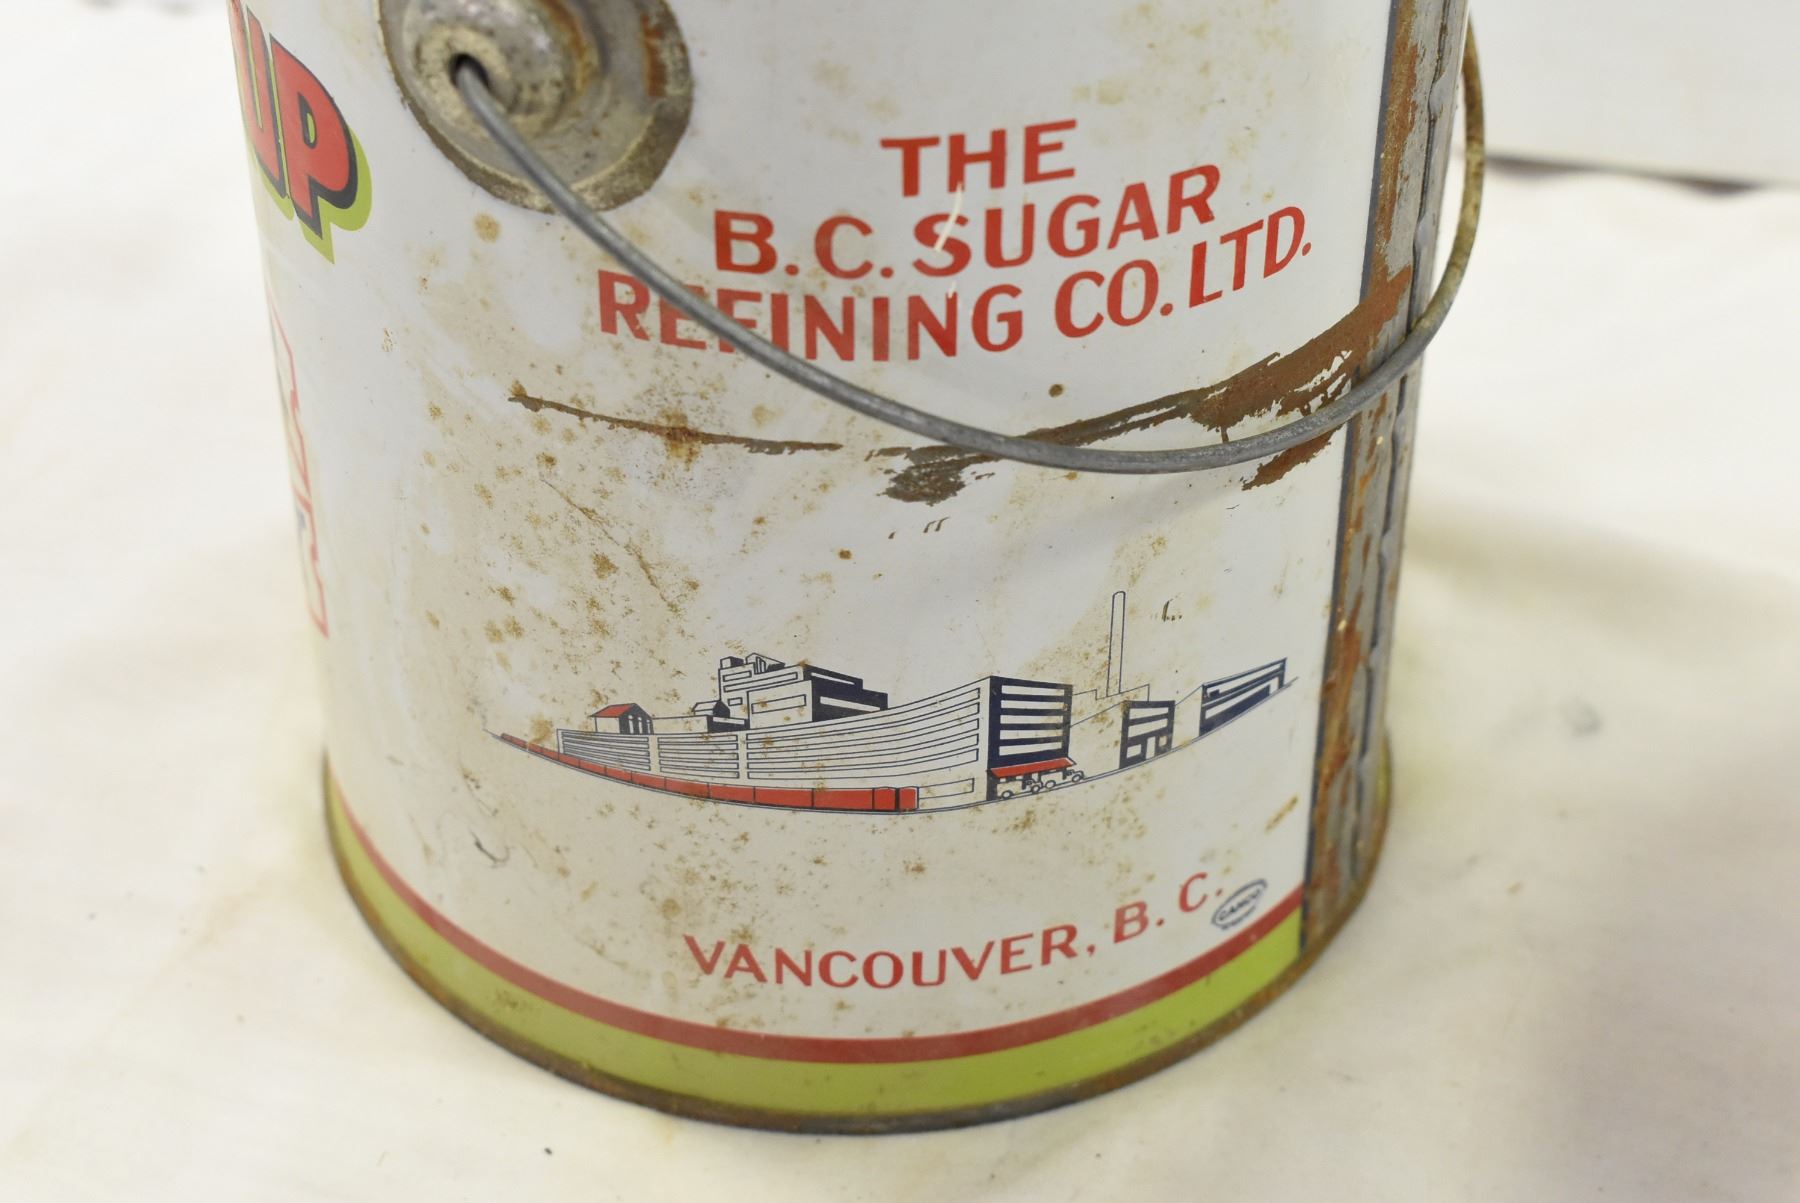 UP
THE
B.C. SUGAR
REFINING CO. LTD.
VANCOUVER, B. C.